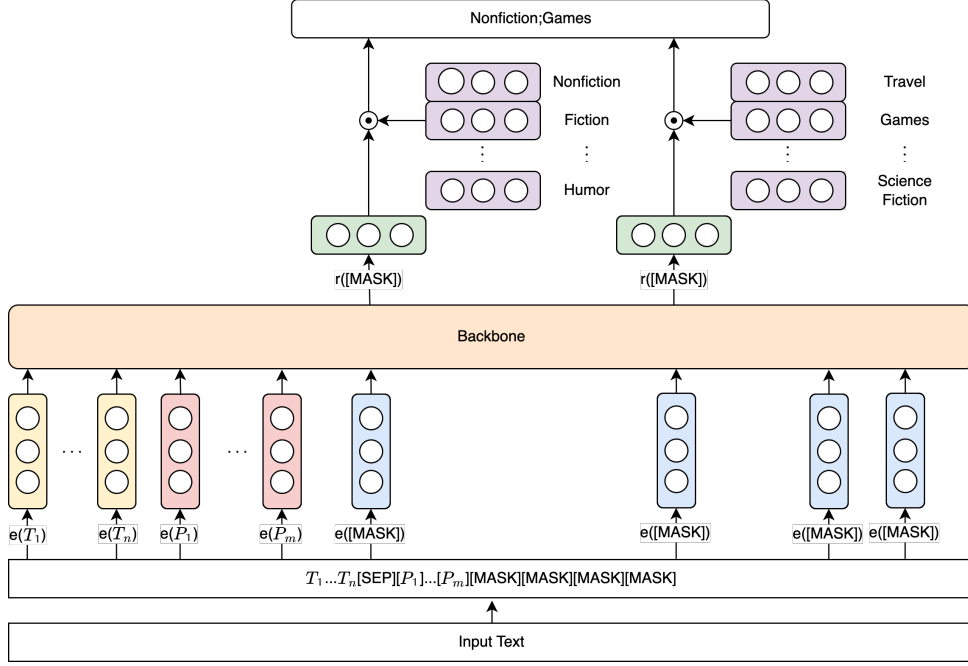 Nonfiction;Games
Nonfiction
Travel
Fiction
Games
Humor
Science
Fiction
r([MASK])
r([MASK])
Backbone
e(T₁)
e(Tₙ)
e(P₁)
e(Pₘ)
e([MASK])
e([MASK])
e([MASK])
e([MASK])
T₁...Tₙ[SEP][P₁]...[Pₘ][MASK][MASK][MASK][MASK]
Input Text